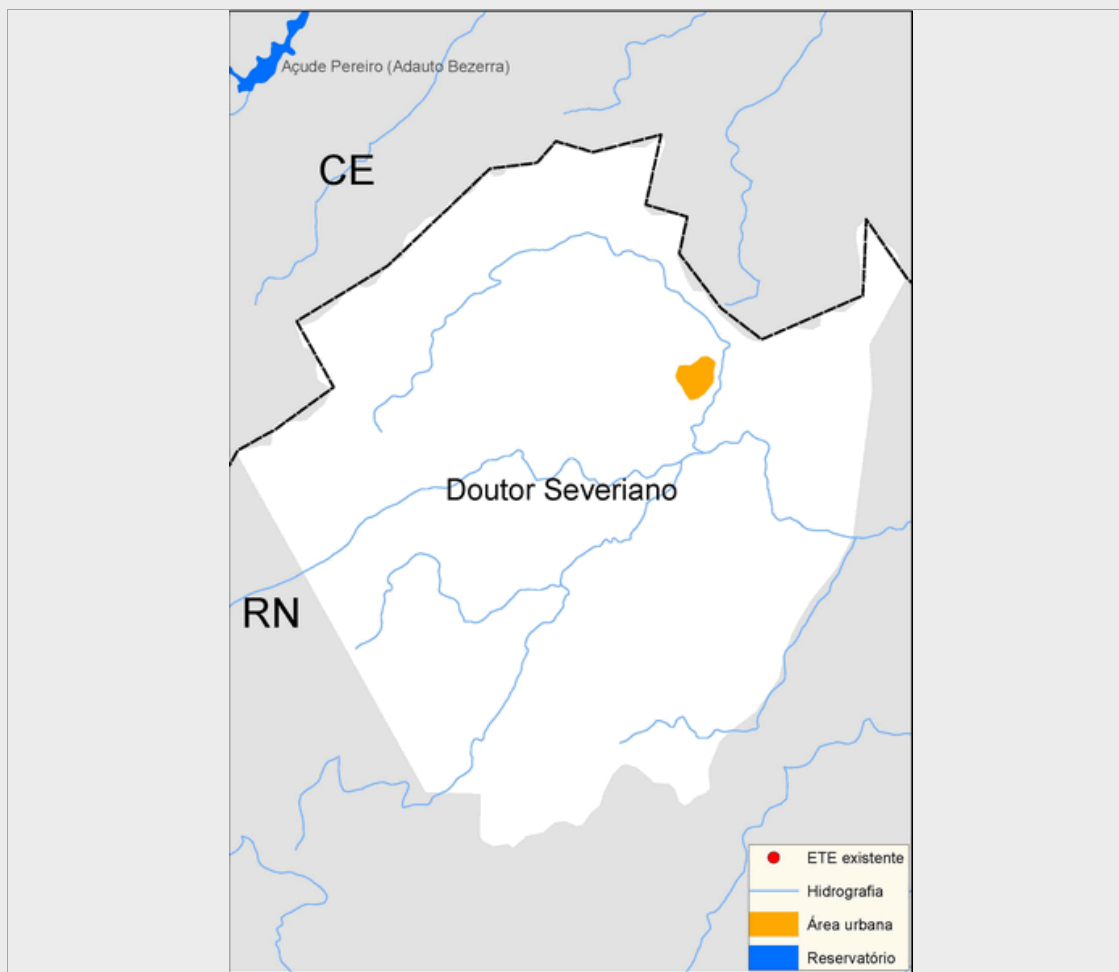 Açude Pereiro (Adauto Bezerra)
CE
Doutor Severiano
RN
ETE existente
Hidrografia
Área urbana
Reservatório